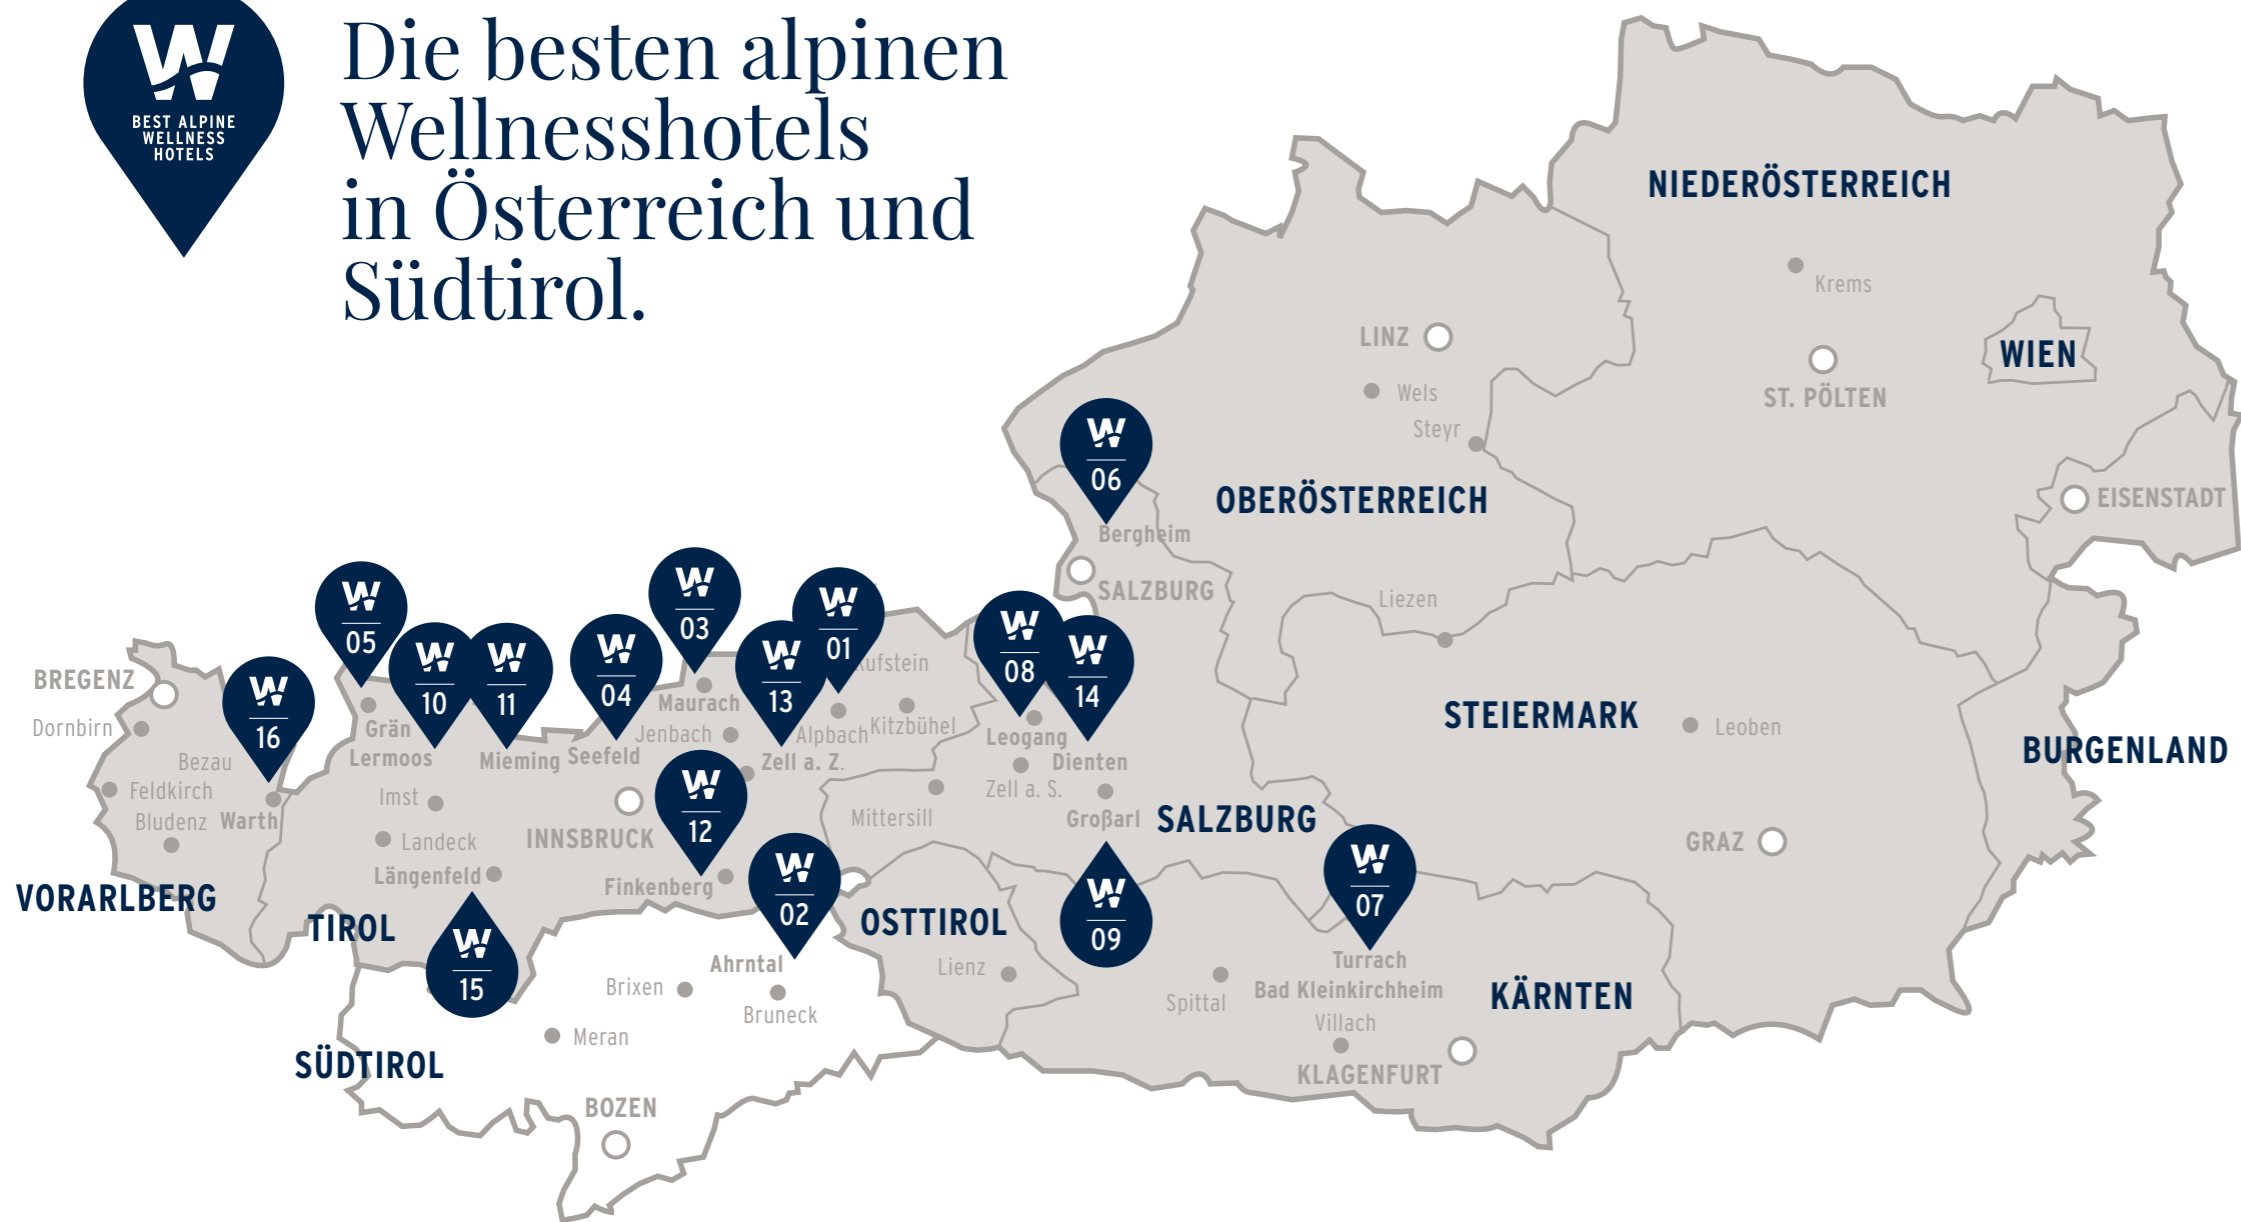 W
BEST ALPINE
WELLNESS
HOTELS
Die besten alpinen
Wellnesshotels
in Österreich und
Südtirol.
NIEDERÖSTERREICH
Krems
LINZ
WIEN
ST. PÖLTEN
Wels
Steyr
W
06
OBERÖSTERREICH
EISENSTADT
Bergheim
SALZBURG
Liezen
W
05
W
03
W
01
W
08
W
14
W
10
W
11
W
04
W
13
W
16
BREGENZ
Dornbirn
Bezau
Feldkirch
Bludenz
Warth
VORARLBERG
Grän
Lermoos
Mieming
Seefeld
Maurach
Jenbach
Alpbach
Kitzbühel
Zell a. Z.
Leogang
Dienten
Zell a. S.
Großarl
Mittersill
SALZBURG
STEIERMARK
Leoben
BURGENLAND
GRAZ
Imst
Landeck
Längenfeld
INNSBRUCK
W
12
Finkenberg
W
02
TIROL
W
15
OSTTIROL
Lienz
W
09
W
07
Turrach
Bad Kleinkirchheim
Spittal
Villach
KLAGENFURT
KÄRNTEN
Ahrntal
Brixen
Bruneck
Meran
SÜDTIROL
BOZEN